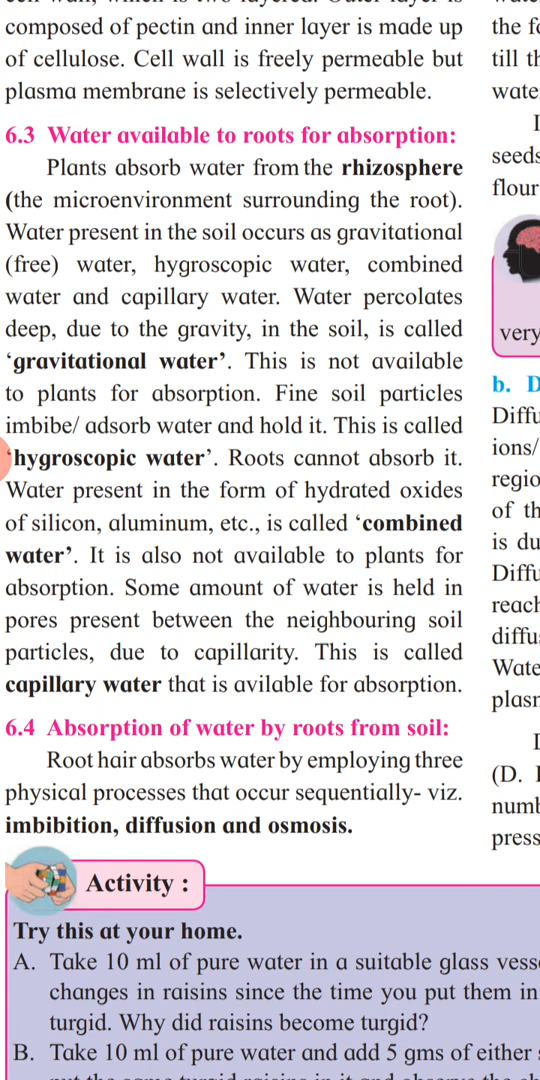 composed of pectin and inner layer is made up
of cellulose. Cell wall is freely permeable but
plasma membrane is selectively permeable.
6.3 Water available to roots for absorption:
Plants absorb water from the rhizosphere
(the microenvironment surrounding the root).
Water present in the soil occurs as gravitational
(free) water, hygroscopic water, combined
water and capillary water. Water percolates
deep, due to the gravity, in the soil, is called
‘gravitational water’. This is not available
to plants for absorption. Fine soil particles
imbibe/ adsorb water and hold it. This is called
‘hygroscopic water’. Roots cannot absorb it.
Water present in the form of hydrated oxides
of silicon, aluminum, etc., is called ‘combined
water’. It is also not available to plants for
absorption. Some amount of water is held in
pores present between the neighbouring soil
particles, due to capillarity. This is called
capillary water that is avilable for absorption.
6.4 Absorption of water by roots from soil:
Root hair absorbs water by employing three
physical processes that occur sequentially- viz.
imbibition, diffusion and osmosis.
the
till
seeds
flour
very
b.
ions/
of
is du
(D.
Activity :
Try this at your home.
A. Take 10 ml of pure water in a suitable glass
changes in raisins since the time you put them in
turgid. Why did raisins become turgid?
B. Take 10 ml of pure water and add 5 gms of either